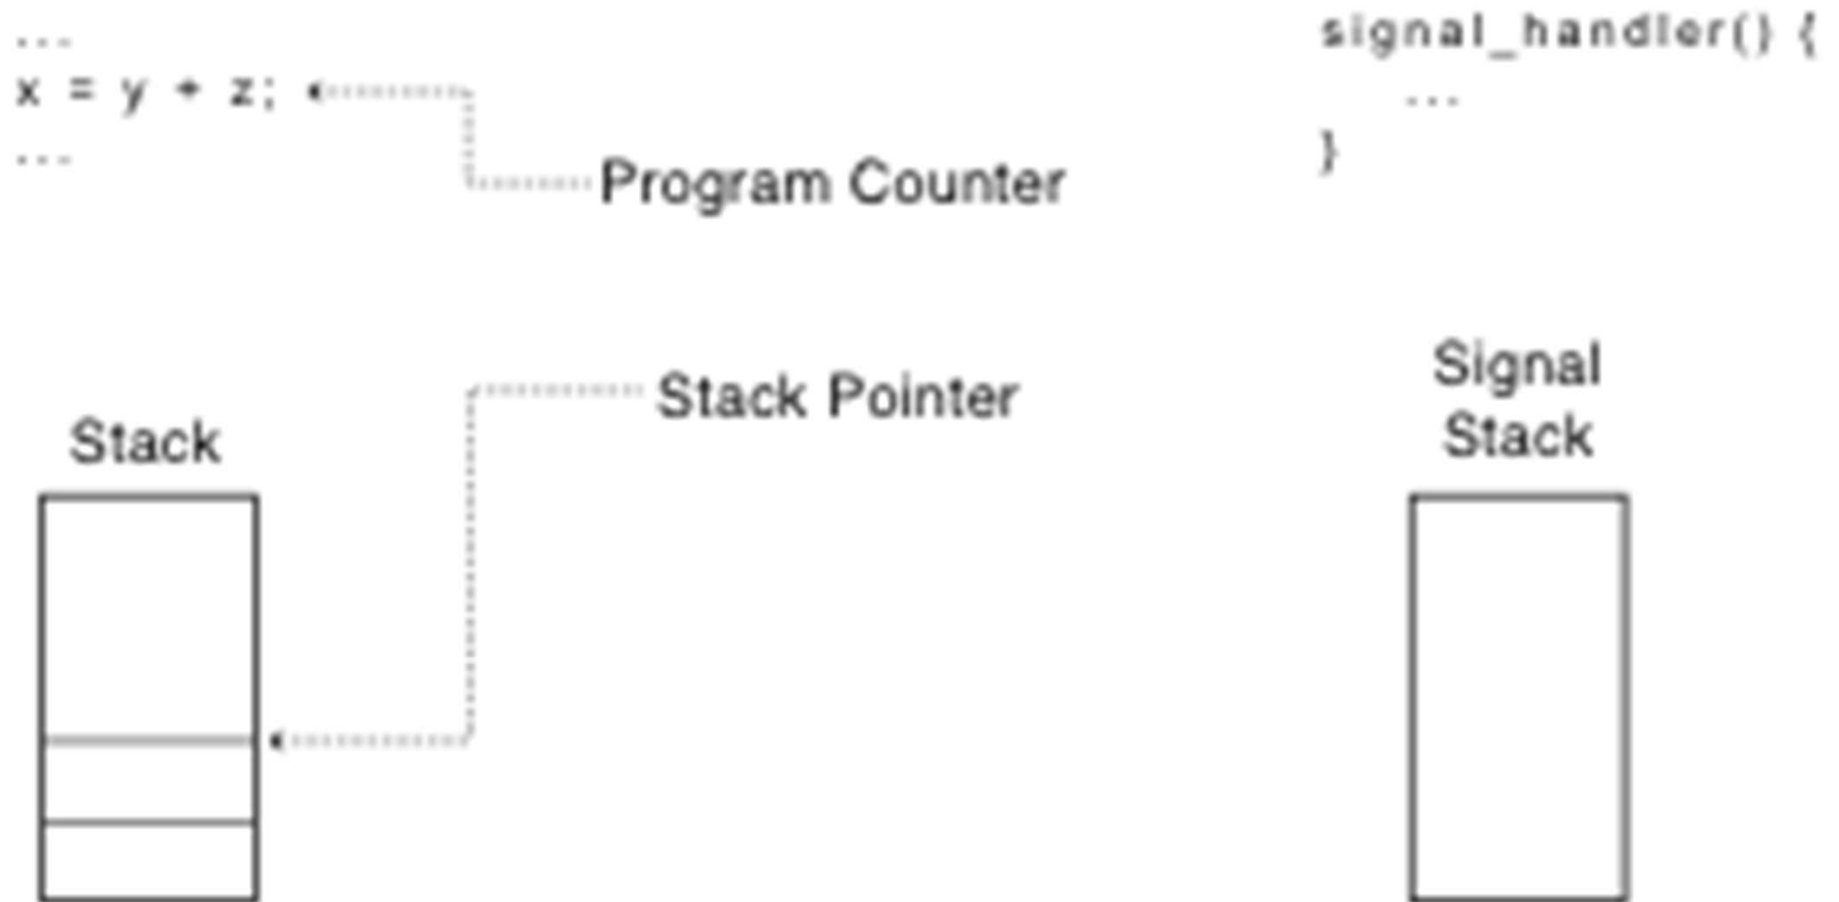 ...
x = y + z;
...
Program Counter
signal_handler() {
...
}
Stack Pointer
Stack
Signal
Stack